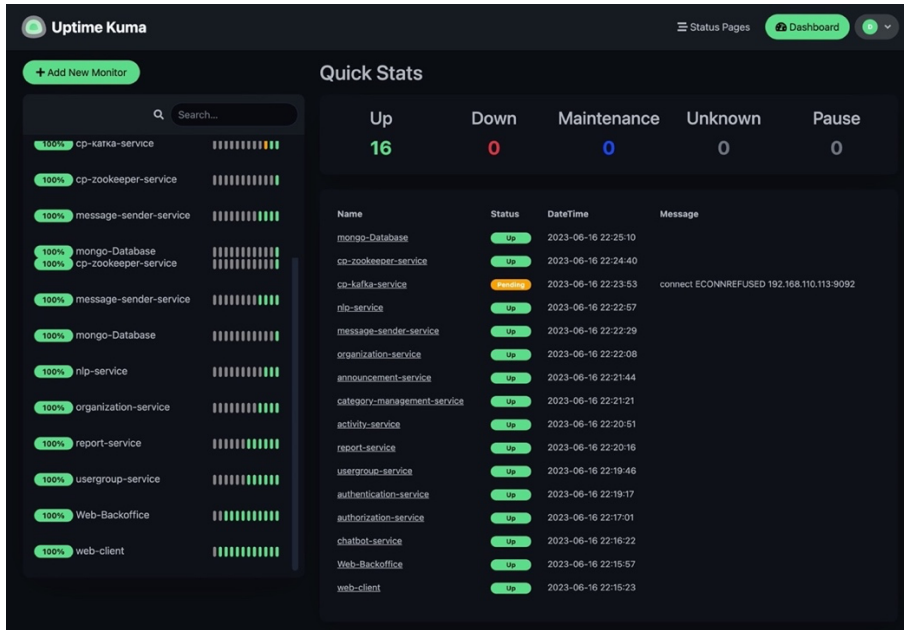 Uptime Kuma
Status Pages
Dashboard
D
+ Add New Monitor
Search...
100% cp-kafka-service
100% cp-zookeeper-service
100% message-sender-service
100% mongo-Database
100% cp-zookeeper-service
100% message-sender-service
100% mongo-Database
100% nlp-service
100% organization-service
100% report-service
100% usergroup-service
100% Web-Backoffice
100% web-client
Quick Stats
Up Down Maintenance Unknown Pause
16 0 0 0 0
Name Status DateTime Message
mongo-Database Up 2023-06-16 22:25:10
cp-zookeeper-service Up 2023-06-16 22:24:40
cp-kafka-service Pending 2023-06-16 22:23:53 connect ECONNREFUSED 192.168.110.113:9092
nlp-service Up 2023-06-16 22:22:57
message-sender-service Up 2023-06-16 22:22:29
organization-service Up 2023-06-16 22:22:08
announcement-service Up 2023-06-16 22:21:44
category-management-service Up 2023-06-16 22:21:21
activity-service Up 2023-06-16 22:20:51
report-service Up 2023-06-16 22:20:16
usergroup-service Up 2023-06-16 22:19:46
authentication-service Up 2023-06-16 22:19:17
authorization-service Up 2023-06-16 22:17:01
chatbot-service Up 2023-06-16 22:16:22
Web-Backoffice Up 2023-06-16 22:15:57
web-client Up 2023-06-16 22:15:23